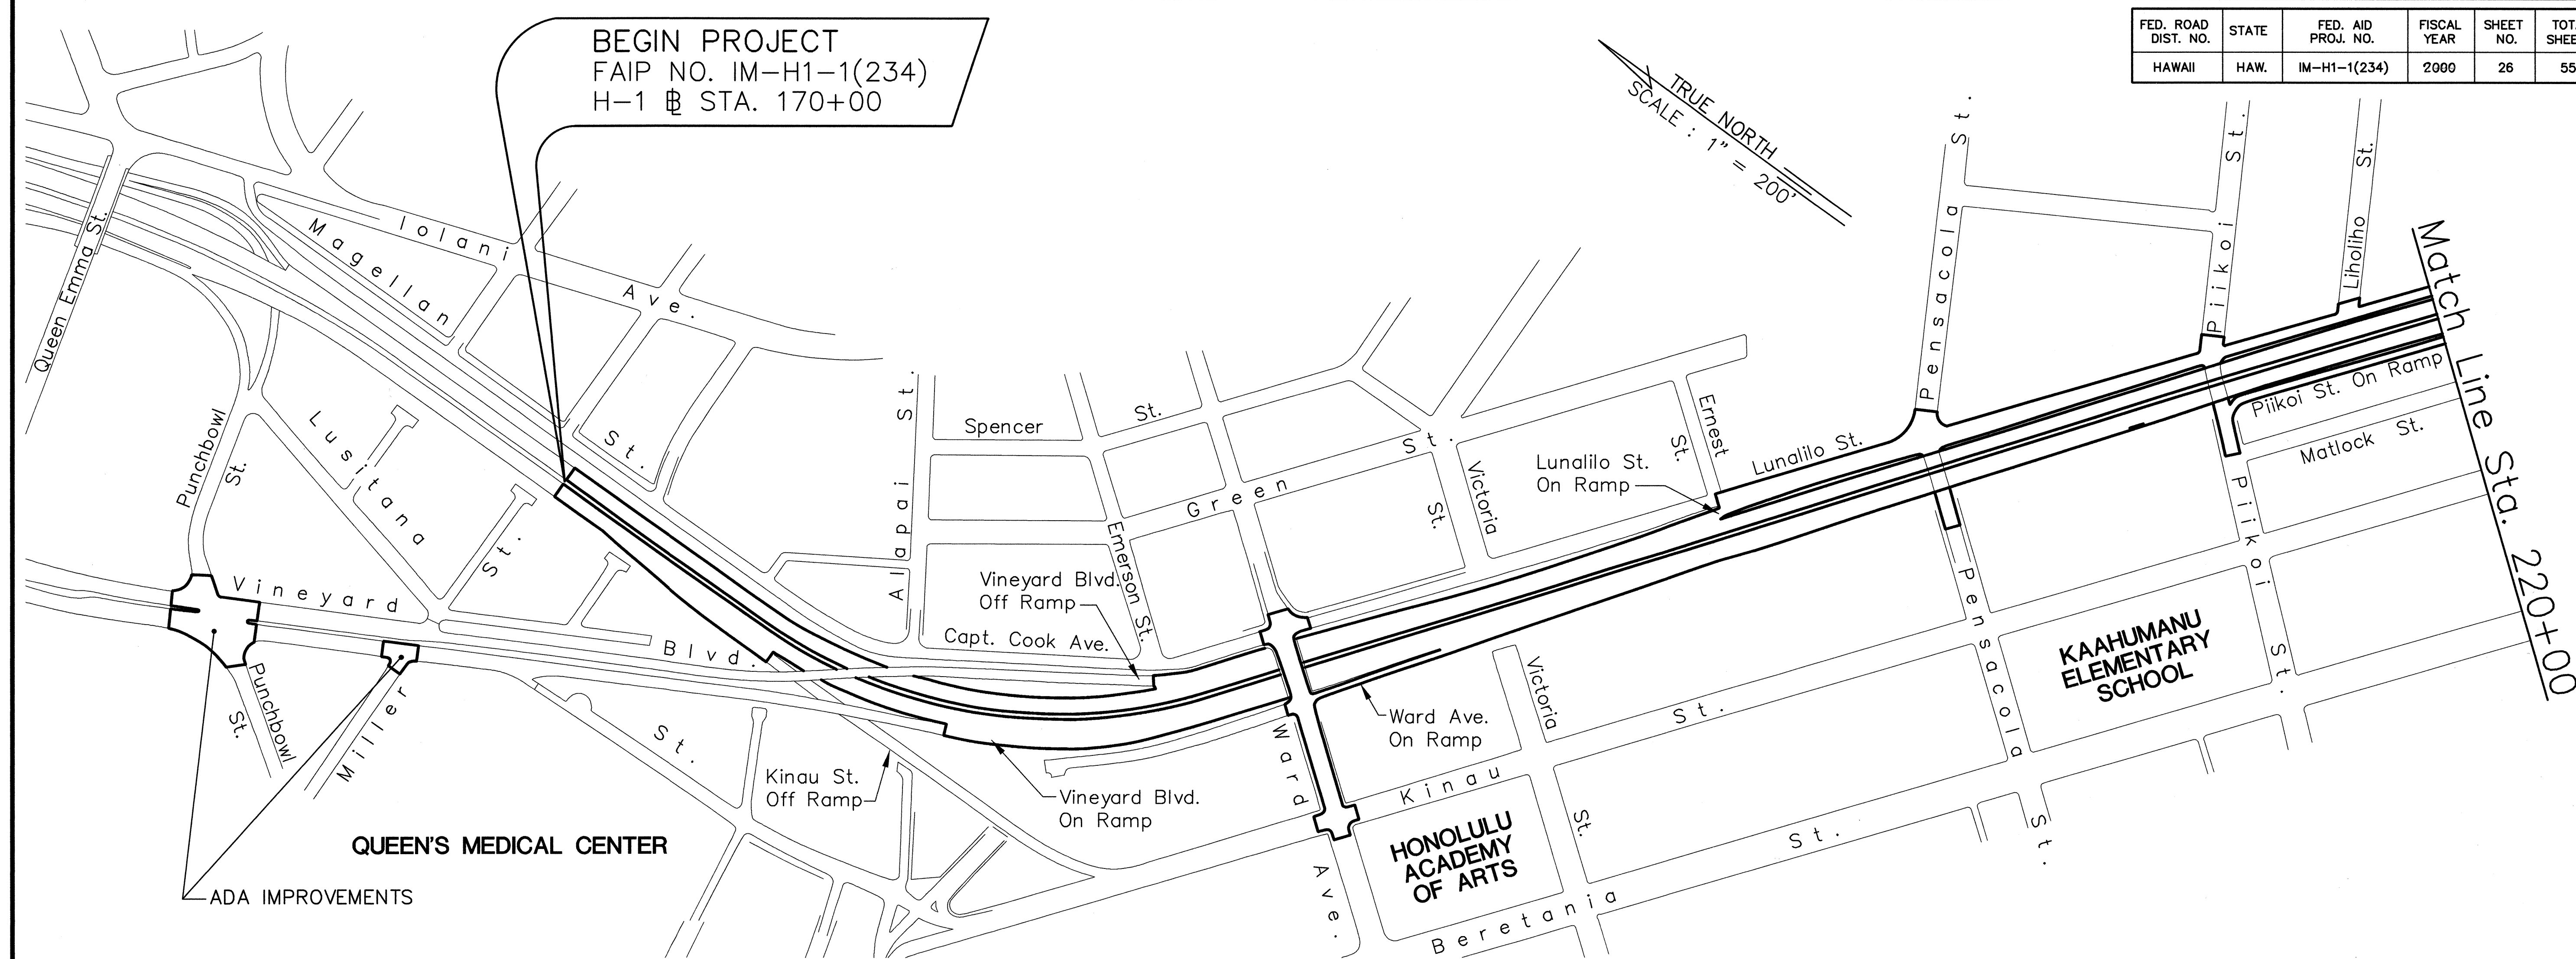 FED. ROAD DIST. NO.
STATE
FED. AID PROJ. NO.
FISCAL YEAR
SHEET NO.
HAWAII
HAW.
IM-H1-1(234)
2000
26
55
BEGIN PROJECT
FAIP NO. IM-H1-1(234)
H-1 ℄ STA. 170+00
TRUE NORTH
SCALE : 1" = 200'
Queen Emma St.
Iolani
Ave.
Magellan
St.
Punchbowl
St.
Lusitana
St.
Vineyard
Blvd.
Punchbowl
St.
Miller
St.
Alapai St.
Spencer
St.
Emerson St.
Green
St.
St.
Victoria
St.
Ernest
Vineyard Blvd.
Off Ramp
Capt. Cook Ave.
Kinau St.
Off Ramp
Vineyard Blvd.
On Ramp
Ward
Ave.
Ward Ave.
On Ramp
Victoria
St.
Kinau
St.
Lunalilo St.
On Ramp
Lunalilo St.
Pensacola St.
Piikoi St.
Liholiho St.
Piikoi St. On Ramp
Matlock St.
Pensacola
St.
Piikoi
St.
Beretania
St.
Match Line Sta. 220+00
KAAHUMANU
ELEMENTARY
SCHOOL
HONOLULU
ACADEMY
OF ARTS
QUEEN'S MEDICAL CENTER
ADA IMPROVEMENTS